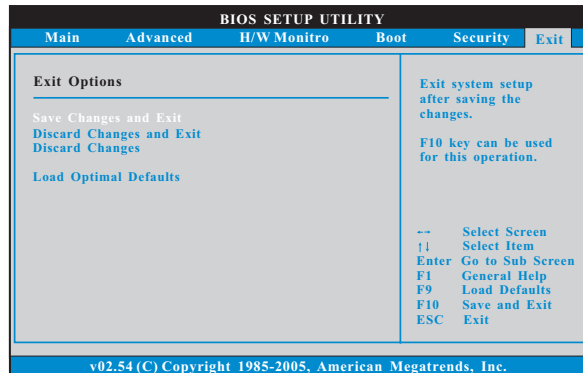 BIOS SETUP UTILITY
Main Advanced H/W Monitro Boot Security Exit
Exit Options
Save Changes and Exit
Discard Changes and Exit
Discard Changes
Load Optimal Defaults
Exit system setup
after saving the
changes.
F10 key can be used
for this operation.
←→ Select Screen
↑↓ Select Item
Enter Go to Sub Screen
F1 General Help
F9 Load Defaults
F10 Save and Exit
ESC Exit
v02.54 (C) Copyright 1985-2005, American Megatrends, Inc.